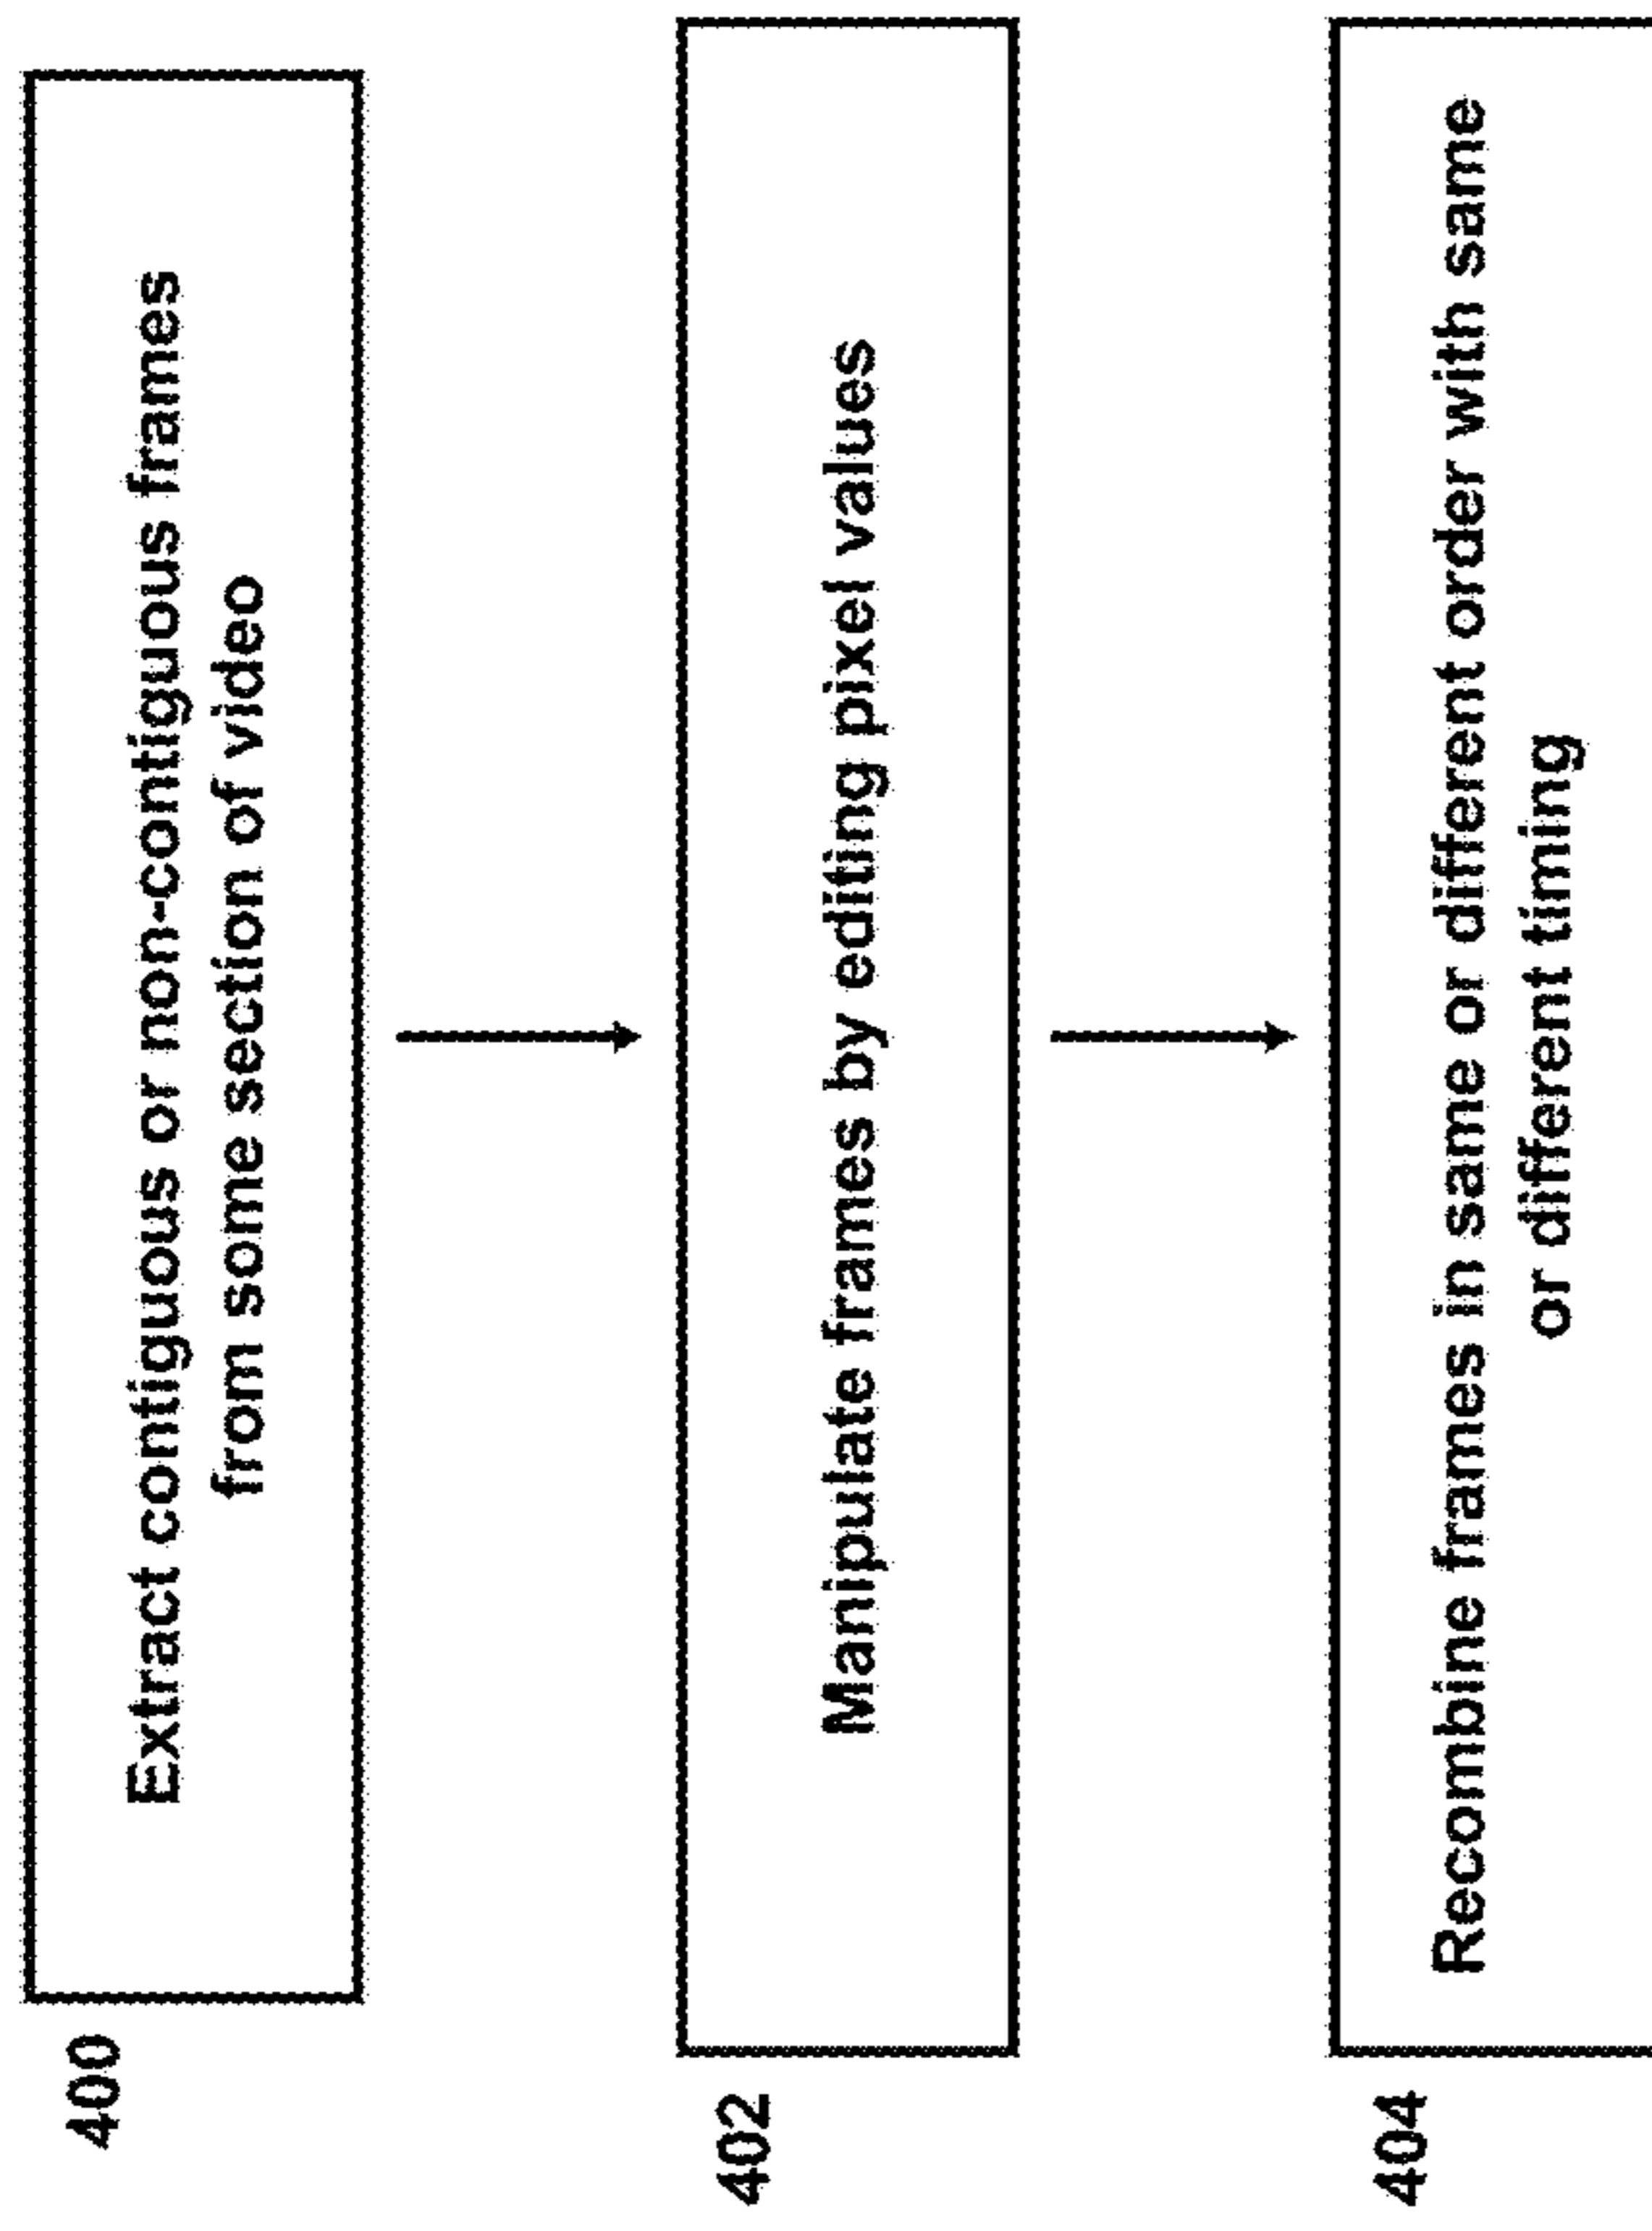 400
Extract contiguous or non-contiguous frames
from some section of video
402
Manipulate frames by editing pixel values
404
Recombine frames in same or different order with same
or different timing